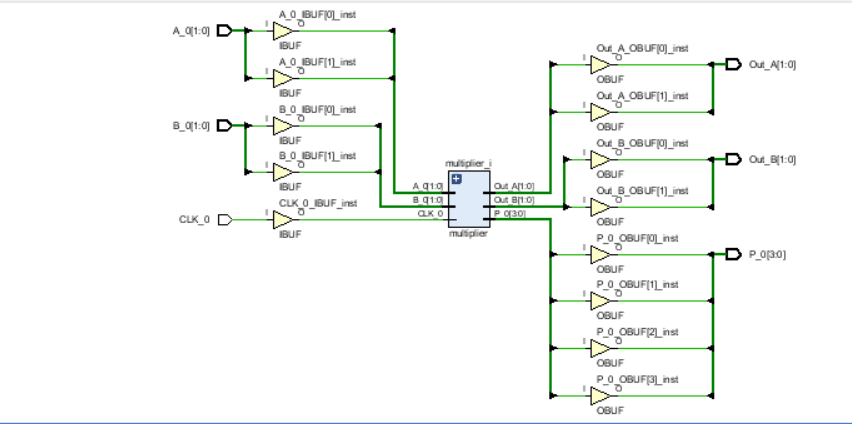 A_0[1:0]
I
O
A_0_IBUF[0]_inst
IBUF
I
O
A_0_IBUF[1]_inst
IBUF
B_0[1:0]
I
O
B_0_IBUF[0]_inst
IBUF
I
O
B_0_IBUF[1]_inst
IBUF
CLK_0
I
O
CLK_0_IBUF_inst
IBUF
multiplier_i
A_0[1:0]
B_0[1:0]
CLK_0
Out_A[1:0]
Out_B[1:0]
P_0[3:0]
multiplier
Out_A_OBUF[0]_inst
I
O
OBUF
Out_A[1:0]
Out_A_OBUF[1]_inst
I
O
OBUF
Out_B_OBUF[0]_inst
I
O
OBUF
Out_B[1:0]
Out_B_OBUF[1]_inst
I
O
OBUF
P_0_OBUF[0]_inst
I
O
OBUF
P_0[3:0]
P_0_OBUF[1]_inst
I
O
OBUF
P_0_OBUF[2]_inst
I
O
OBUF
P_0_OBUF[3]_inst
I
O
OBUF